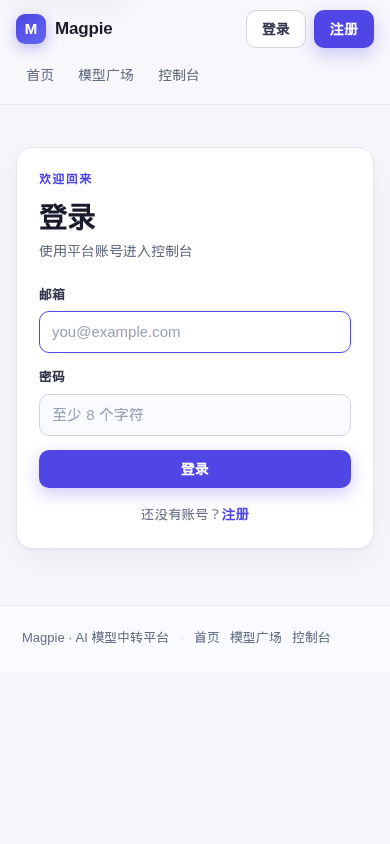 M Magpie 登录 注册
首页 模型广场 控制台
欢迎回来
登录
使用平台账号进入控制台
邮箱
you@example.com
密码
至少 8 个字符
登录
还没有账号？注册
Magpie · AI 模型中转平台 · 首页 模型广场 控制台